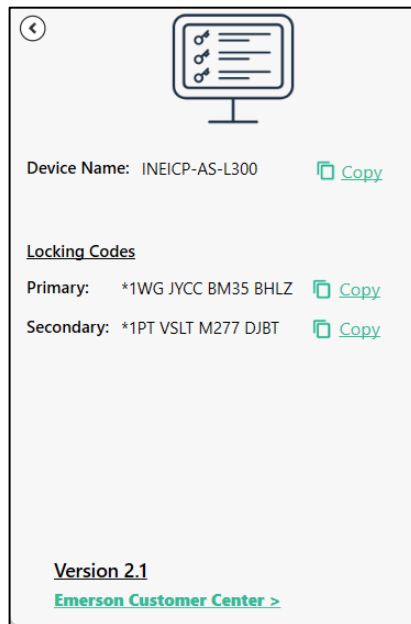 Device Name: INEICP-AS-L300 Copy
Locking Codes
Primary: *1WG JYCC BM35 BHLZ Copy
Secondary: *1PT VSLT M277 DJBT Copy
Version 2.1
Emerson Customer Center >